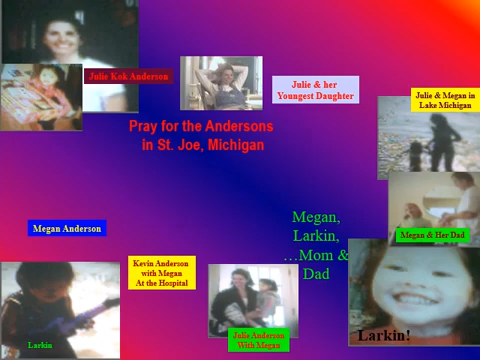 Julie Kok Anderson
Julie & her
Youngest Daughter
Julie & Megan in
Lake Michigan
Pray for the Andersons
in St. Joe, Michigan
Megan Anderson
Megan,
Larkin,
…Mom &
Dad
Megan & Her Dad
Kevin Anderson
with Megan
At the Hospital
Larkin
Julie Anderson
With Megan
Larkin!